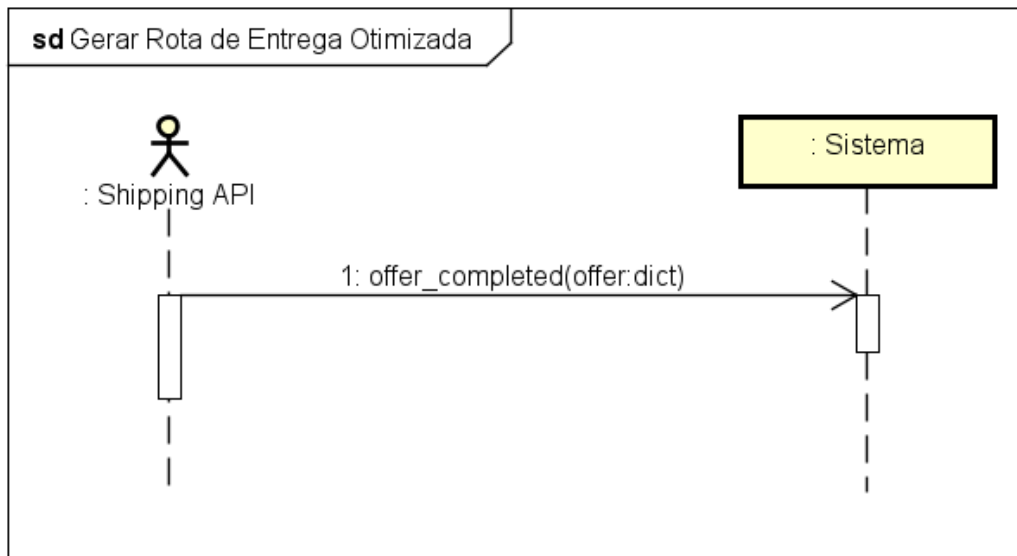 sd Gerar Rota de Entrega Otimizada
: Shipping API
: Sistema
1: offer_completed(offer:dict)